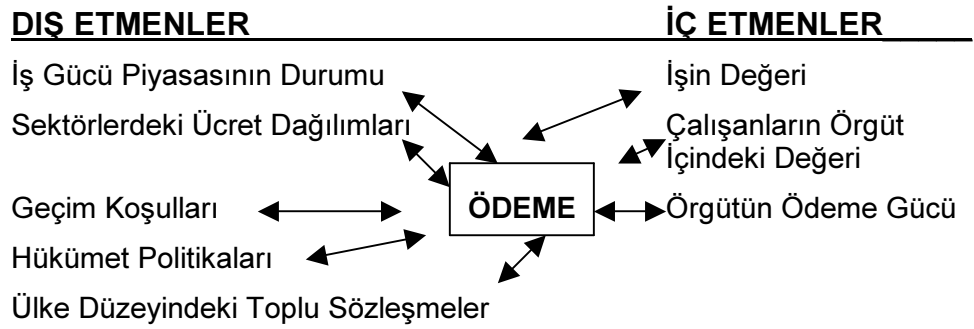 DIŞ ETMENLER İÇ ETMENLER
İş Gücü Piyasasının Durumu İşin Değeri
Sektörlerdeki Ücret Dağılımları Çalışanların Örgüt
İçindeki Değeri
Geçim Koşulları ÖDEME Örgütün Ödeme Gücü
Hükümet Politikaları
Ülke Düzeyindeki Toplu Sözleşmeler